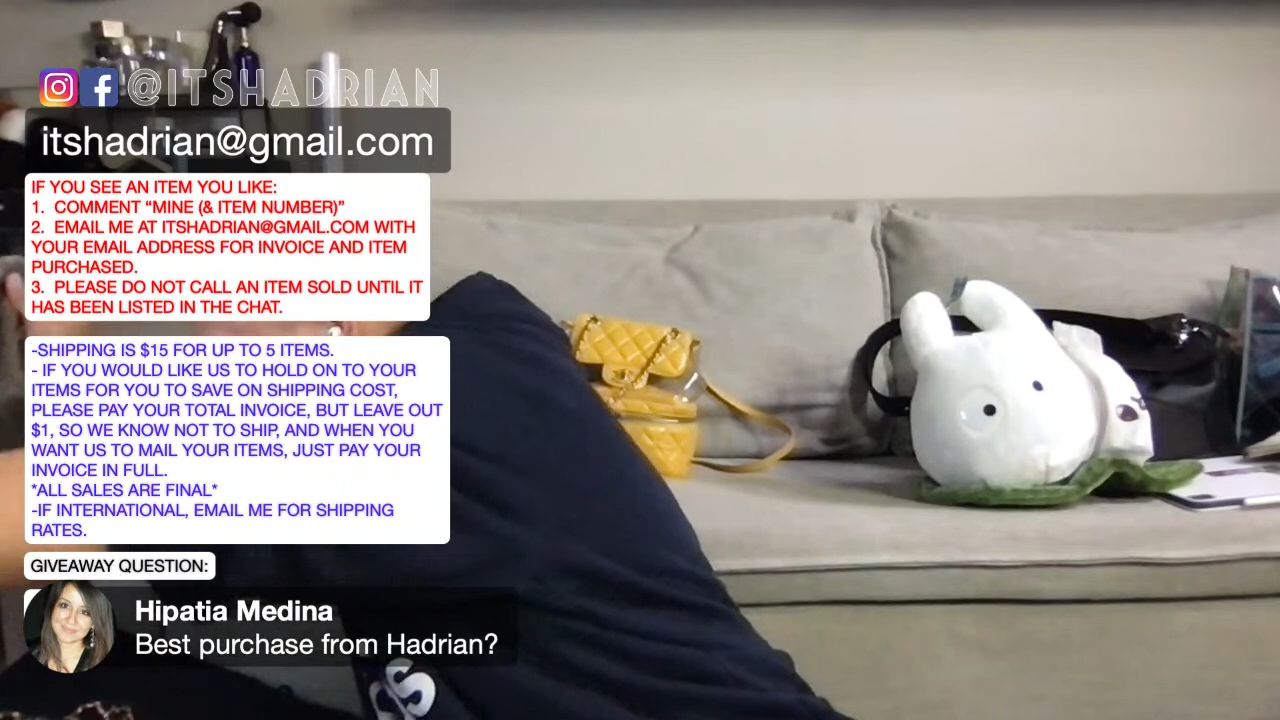 @ITSHADRIAN
itshadrian@gmail.com
IF YOU SEE AN ITEM YOU LIKE:
1. COMMENT “MINE (& ITEM NUMBER)”
2. EMAIL ME AT ITSHADRIAN@GMAIL.COM WITH
YOUR EMAIL ADDRESS FOR INVOICE AND ITEM
PURCHASED.
3. PLEASE DO NOT CALL AN ITEM SOLD UNTIL IT
HAS BEEN LISTED IN THE CHAT.
-SHIPPING IS $15 FOR UP TO 5 ITEMS.
- IF YOU WOULD LIKE US TO HOLD ON TO YOUR
ITEMS FOR YOU TO SAVE ON SHIPPING COST,
PLEASE PAY YOUR TOTAL INVOICE, BUT LEAVE OUT
$1, SO WE KNOW NOT TO SHIP, AND WHEN YOU
WANT US TO MAIL YOUR ITEMS, JUST PAY YOUR
INVOICE IN FULL.
*ALL SALES ARE FINAL*
-IF INTERNATIONAL, EMAIL ME FOR SHIPPING
RATES.
GIVEAWAY QUESTION:
Hipatia Medina
Best purchase from Hadrian?